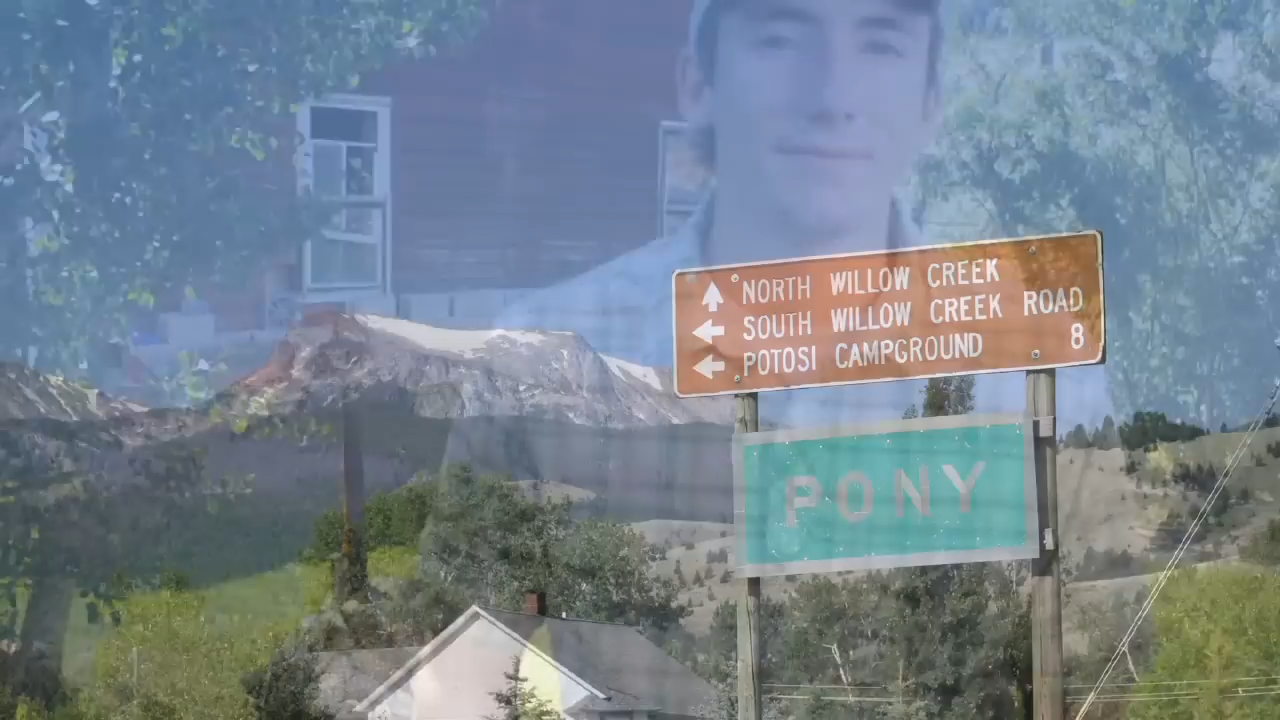 NORTH WILLOW CREEK
SOUTH WILLOW CREEK ROAD
POTOSI CAMPGROUND 8
PONY